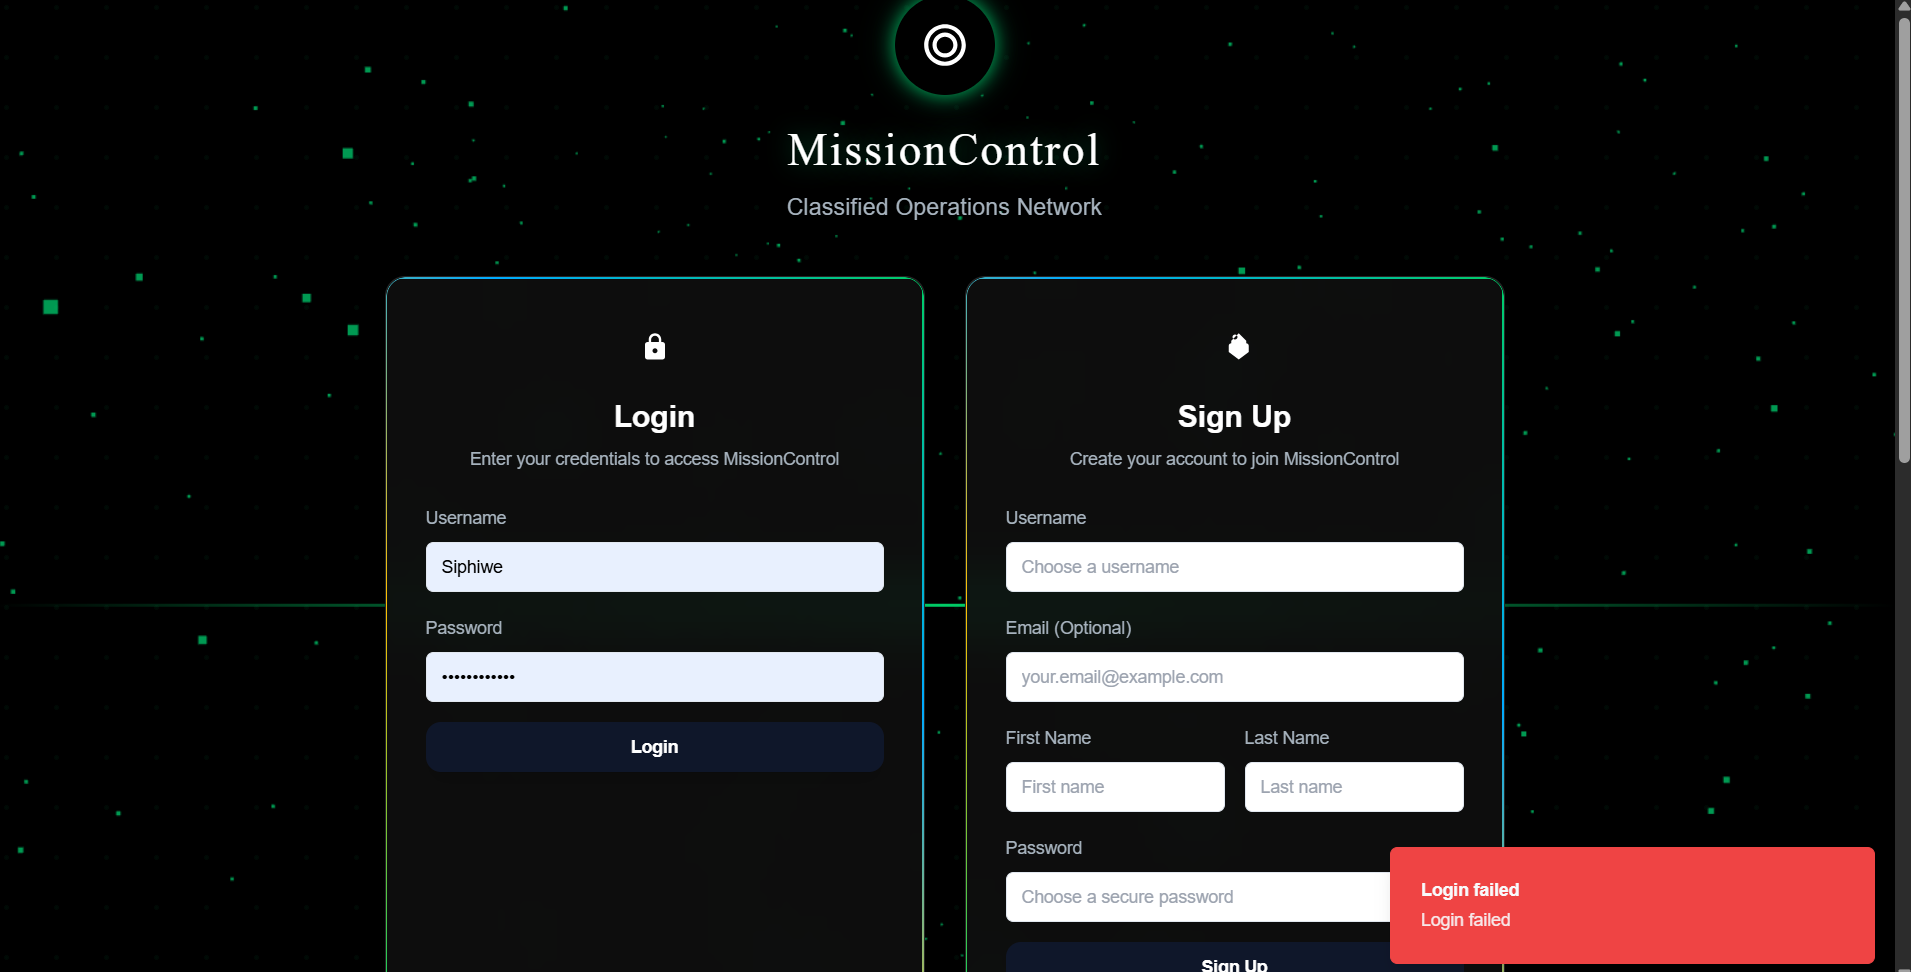 MissionControl
Classified Operations Network
Login
Enter your credentials to access MissionControl
Username
Siphiwe
Password
••••••••••••
Login
Sign Up
Create your account to join MissionControl
Username
Choose a username
Email (Optional)
your.email@example.com
First Name
Last Name
First name
Last name
Password
Choose a secure password
Sign Up
Login failed
Login failed